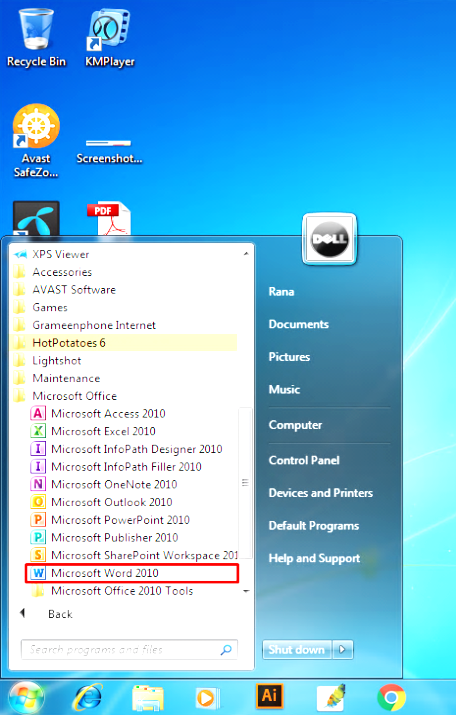 Recycle Bin
KMPlayer
Avast
SafeZo...
Screenshot...
PDF
XPS Viewer
Accessories
AVAST Software
Games
Grameenphone Internet
HotPotatoes 6
Lightshot
Maintenance
Microsoft Office
Microsoft Access 2010
Microsoft Excel 2010
Microsoft InfoPath Designer 2010
Microsoft InfoPath Filler 2010
Microsoft OneNote 2010
Microsoft Outlook 2010
Microsoft PowerPoint 2010
Microsoft Publisher 2010
Microsoft SharePoint Workspace 201
Microsoft Word 2010
Microsoft Office 2010 Tools
Back
Search programs and files
DELL
Rana
Documents
Pictures
Music
Computer
Control Panel
Devices and Printers
Default Programs
Help and Support
Shut down
Ai